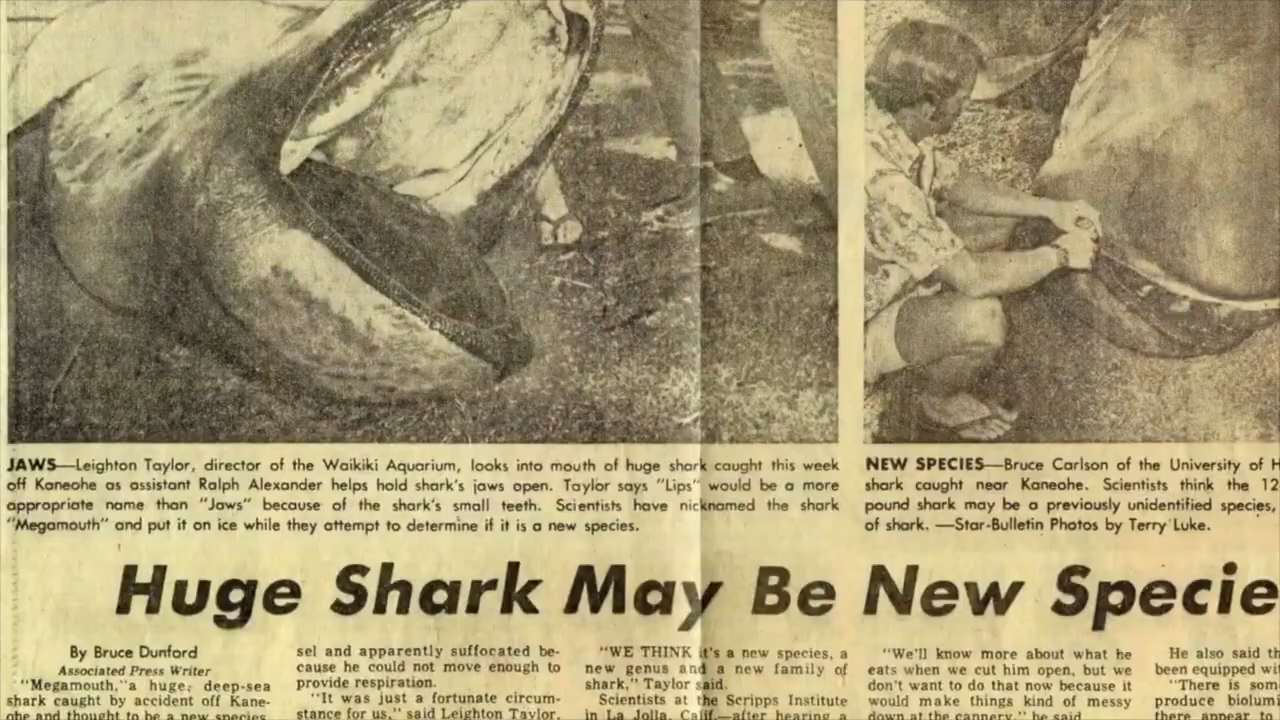 JAWS—Leighton Taylor, director of the Waikiki Aquarium, looks into mouth of huge shark caught this week
off Kaneohe as assistant Ralph Alexander helps hold shark's jaws open. Taylor says "Lips" would be a more
appropriate name than "Jaws" because of the shark's small teeth. Scientists have nicknamed the shark
"Megamouth" and put it on ice while they attempt to determine if it is a new species.
NEW SPECIES—Bruce Carlson of the University of H
shark caught near Kaneohe. Scientists think the 12
pound shark may be a previously unidentified species,
of shark. —Star-Bulletin Photos by Terry Luke.
Huge Shark May Be New Specie
By Bruce Dunford
Associated Press Writer
"Megamouth," a huge, deep-sea
shark caught by accident off Kane-
ohe and thought to be a new species,
sel and apparently suffocated be-
cause he could not move enough to
provide respiration.
"It was just a fortunate circum-
stance for us," said Leighton Taylor,
"WE THINK it's a new species, a
new genus and a new family of
shark," Taylor said.
Scientists at the Scripps Institute
in La Jolla, Calif.—after hearing a
"We'll know more about what he
eats when we cut him open, but we
don't want to do that now because it
would make things kind of messy
down at the cannery," he said.
He also said th
been equipped wi
"There is som
produce biolum
there appear to